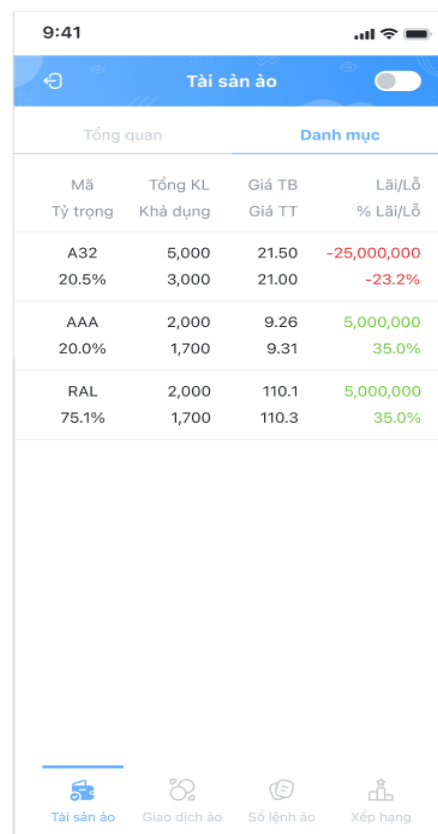 9:41
Tài sản ảo
Tổng quan Danh mục
Mã Tổng KL Giá TB Lãi/Lỗ
Tỷ trọng Khả dụng Giá TT % Lãi/Lỗ
A32 5,000 21.50 -25,000,000
20.5% 3,000 21.00 -23.2%
AAA 2,000 9.26 5,000,000
20.0% 1,700 9.31 35.0%
RAL 2,000 110.1 5,000,000
75.1% 1,700 110.3 35.0%
Tài sản ảo Giao dịch ảo Sổ lệnh ảo Xếp hạng